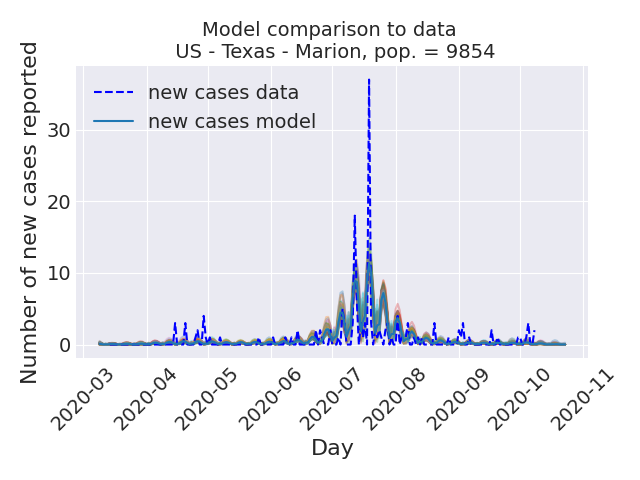 Model comparison to data
US - Texas - Marion, pop. = 9854
Number of new cases reported
new cases data
new cases model
30
20
10
0
2020-03
2020-04
2020-05
2020-06
2020-07
2020-08
2020-09
2020-10
2020-11
Day